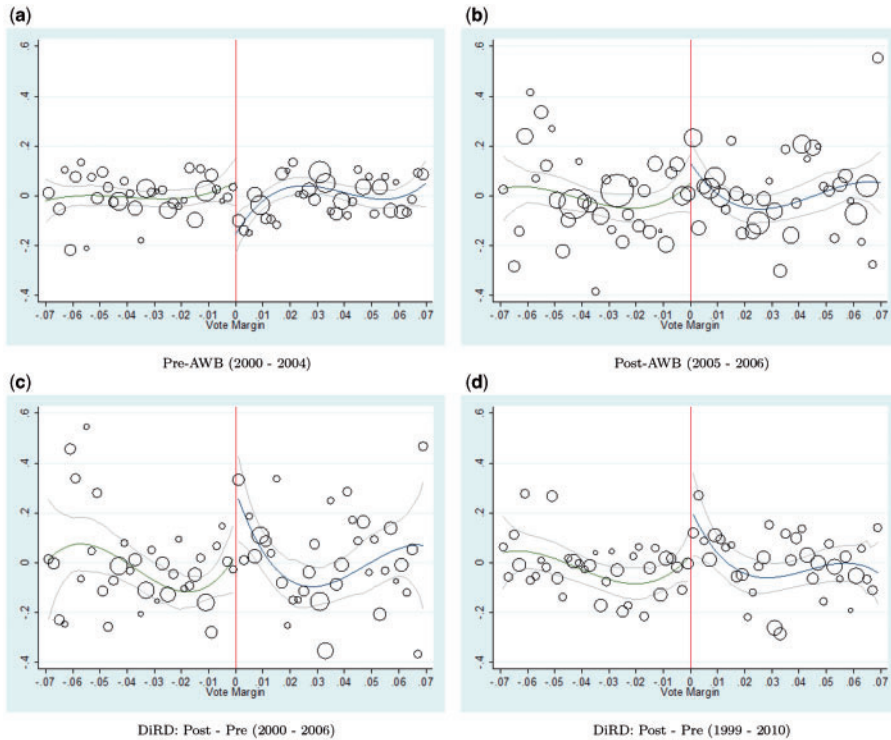 (a)
.6
.4
.2
0
-.2
-.4
-.07 -.06 -.05 -.04 -.03 -.02 -.01 0 .01 .02 .03 .04 .05 .06 .07
Vote Margin
Pre-AWB (2000 - 2004)
(b)
.6
.4
.2
0
-.2
-.4
-.07 -.06 -.05 -.04 -.03 -.02 -.01 0 .01 .02 .03 .04 .05 .06 .07
Vote Margin
Post-AWB (2005 - 2006)
(c)
.6
.4
.2
0
-.2
-.4
-.07 -.06 -.05 -.04 -.03 -.02 -.01 0 .01 .02 .03 .04 .05 .06 .07
Vote Margin
DiRD: Post - Pre (2000 - 2006)
(d)
.6
.4
.2
0
-.2
-.4
-.07 -.06 -.05 -.04 -.03 -.02 -.01 0 .01 .02 .03 .04 .05 .06 .07
Vote Margin
DiRD: Post - Pre (1999 - 2010)